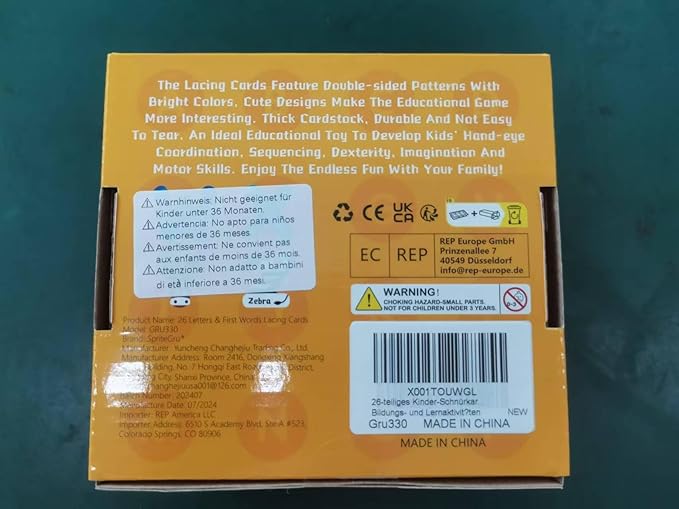 The Lacing Cards Feature Double-sided Patterns With
Bright Colors, Cute Designs Make The Educational Game
More Interesting. Thick Cardstock, Durable And Not Easy
To Tear. An Ideal Educational Toy To Develop Kids' Hand-eye
Coordination, Sequencing, Dexterity, Imagination And
Motor Skills. Enjoy The Endless Fun With Your Family!
Warnhinweis: Nicht geeignet für
Kinder unter 36 Monaten.
Advertencia: No apto para niños
menores de 36 meses.
Avertissement: Ne convient pas
aux enfants de moins de 36 mois.
Attenzione: Non adatto a bambini
di età inferiore a 36 mesi.
Zebra
CE
UK
CA
EC REP
REP Europe GmbH
Prinzenallee 7
40549 Düsseldorf
info@rep-europe.de
WARNING!
CHOKING HAZARD-SMALL PARTS.
NOT FOR CHILDREN UNDER 3 YEARS.
0-3
Product Name: 26 Letters & First Words Lacing Cards
Model: GRU330
Brand: SpriteGru
Manufacturer: Yuncheng Changhejiu Trading Co., Ltd.
Manufacturer Address: Room 2416, Dongxing Xiangshang
Building, No. 7 Hongqi East Road, District,
City, Shanxi Province, China
changhejiuusa001@126.com
Batch: 202407
Manufacture Date: 07/2024
Importer: REP America LLC
Importer Address: 6510 S Academy Blvd, Ste A #523,
Colorado Springs, CO 80906
X001TOUWGL
26-teiliges Kinder-Schnürkar
Bildungs- und Lernaktivit?ten
NEW
Gru330 MADE IN CHINA
MADE IN CHINA